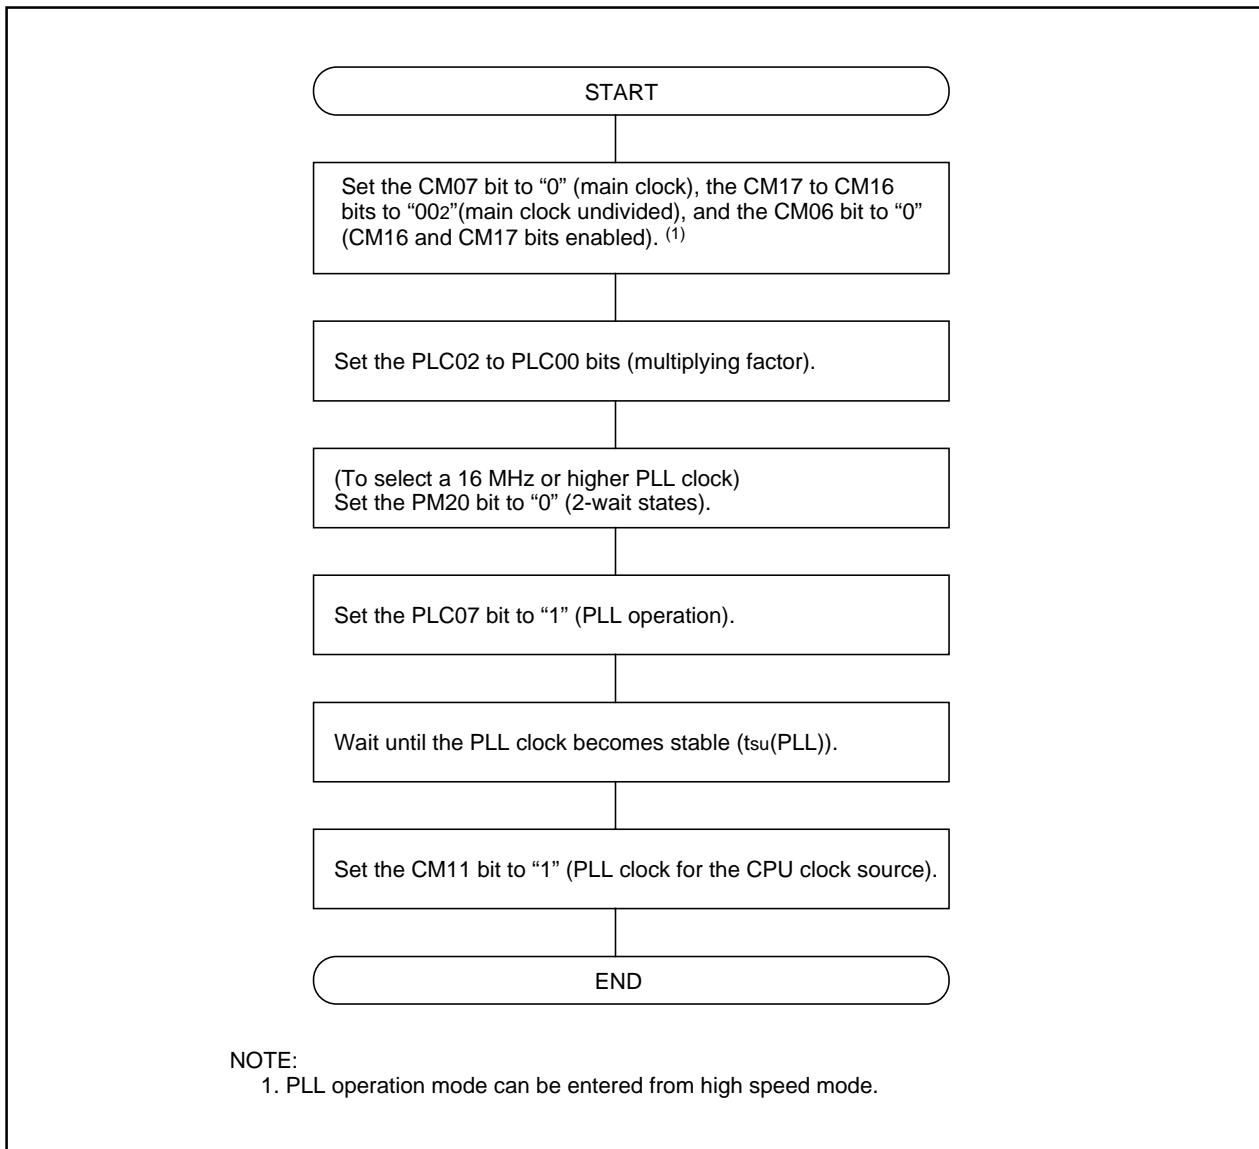 START
Set the CM07 bit to “0” (main clock), the CM17 to CM16
bits to “002”(main clock undivided), and the CM06 bit to “0”
(CM16 and CM17 bits enabled). (1)
Set the PLC02 to PLC00 bits (multiplying factor).
(To select a 16 MHz or higher PLL clock)
Set the PM20 bit to “0” (2-wait states).
Set the PLC07 bit to “1” (PLL operation).
Wait until the PLL clock becomes stable (tsu(PLL)).
Set the CM11 bit to “1” (PLL clock for the CPU clock source).
END
NOTE:
1. PLL operation mode can be entered from high speed mode.